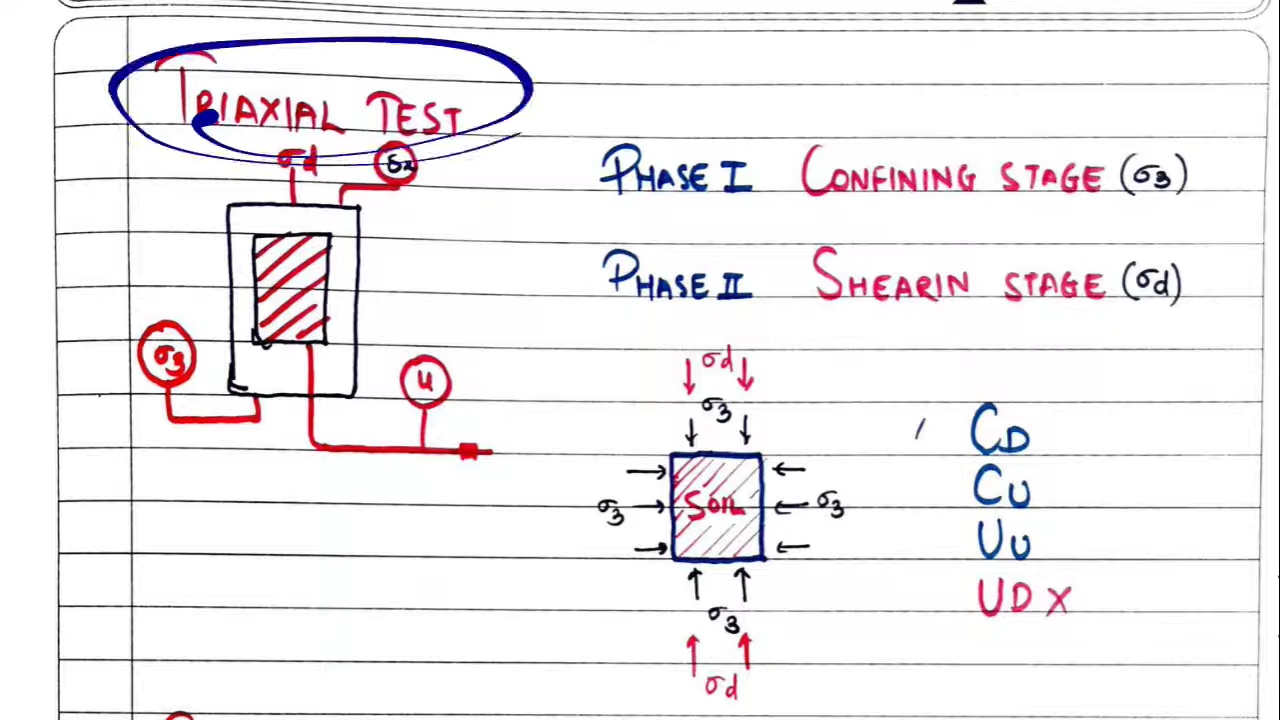 TRIAXIAL TEST
σd
σ3
u
PHASE I CONFINING STAGE (σ3)
PHASE II SHEARIN STAGE (σd)
σd
σ3
σ3 SOIL σ3
σ3
σd
CD
CU
UU
UD X